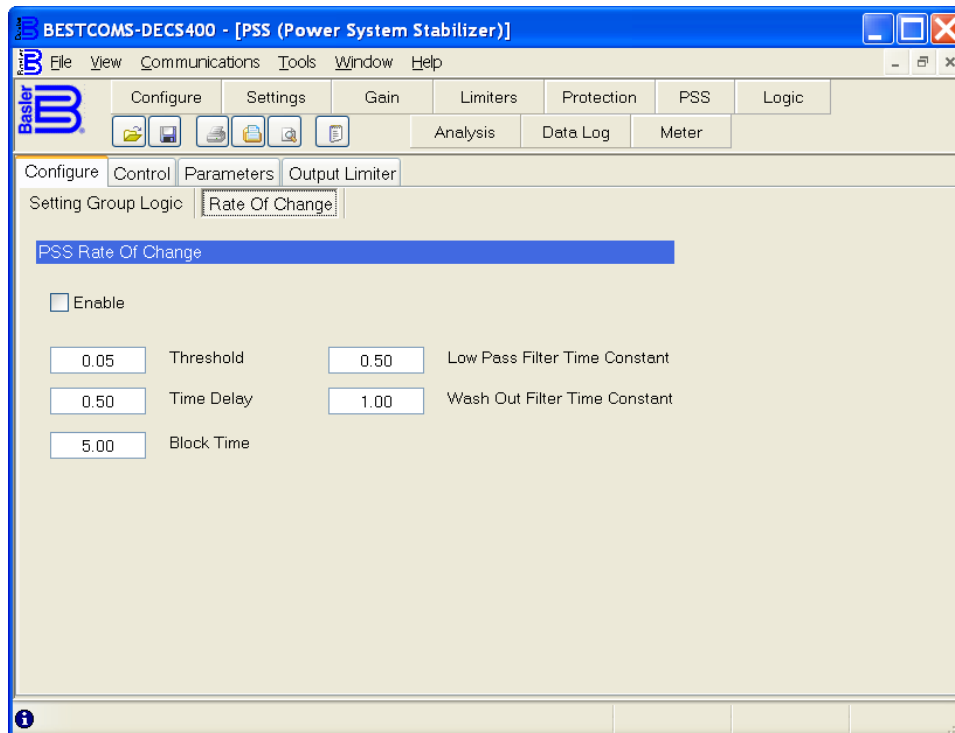 BESTCOMS-DECS400 - [PSS (Power System Stabilizer)]
File View Communications Tools Window Help
Basler
Configure Settings Gain Limiters Protection PSS Logic
Analysis Data Log Meter
Configure Control Parameters Output Limiter
Setting Group Logic Rate Of Change
PSS Rate Of Change
Enable
0.05 Threshold 0.50 Low Pass Filter Time Constant
0.50 Time Delay 1.00 Wash Out Filter Time Constant
5.00 Block Time